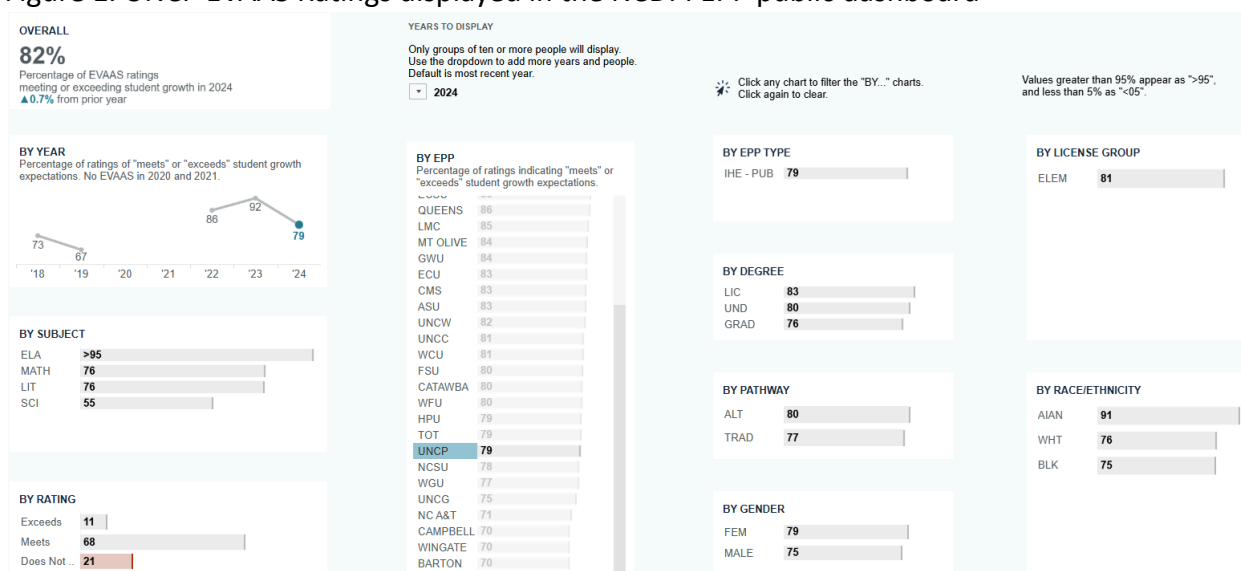 OVERALL
82%
Percentage of EVAAS ratings
meeting or exceeding student growth in 2024
▲0.7% from prior year
YEARS TO DISPLAY
Only groups of ten or more people will display.
Use the dropdown to add more years and people.
Default is most recent year.
2024
Click any chart to filter the "BY..." charts.
Click again to clear.
Values greater than 95% appear as ">95",
and less than 5% as "<05".
BY YEAR
Percentage of ratings of "meets" or "exceeds" student growth
expectations. No EVAAS in 2020 and 2021.
73
67
86
92
79
'18 '19 '20 '21 '22 '23 '24
BY SUBJECT
ELA >95
MATH 76
LIT 76
SCI 55
BY RATING
Exceeds 11
Meets 68
Does Not .. 21
BY EPP
Percentage of ratings indicating "meets" or
"exceeds" student growth expectations.
QUEENS 86
LMC 85
MT OLIVE 84
GWU 84
ECU 83
CMS 83
ASU 83
UNCW 82
UNCC 81
WCU 81
FSU 80
CATAWBA 80
WFU 80
HPU 79
TOT 79
UNCP 79
NCSU 78
WGU 77
UNCG 75
NC A&T 71
CAMPBELL 70
WINGATE 70
BARTON 70
BY EPP TYPE
IHE - PUB 79
BY DEGREE
LIC 83
UND 80
GRAD 76
BY PATHWAY
ALT 80
TRAD 77
BY GENDER
FEM 79
MALE 75
BY LICENSE GROUP
ELEM 81
BY RACE/ETHNICITY
AIAN 91
WHT 76
BLK 75